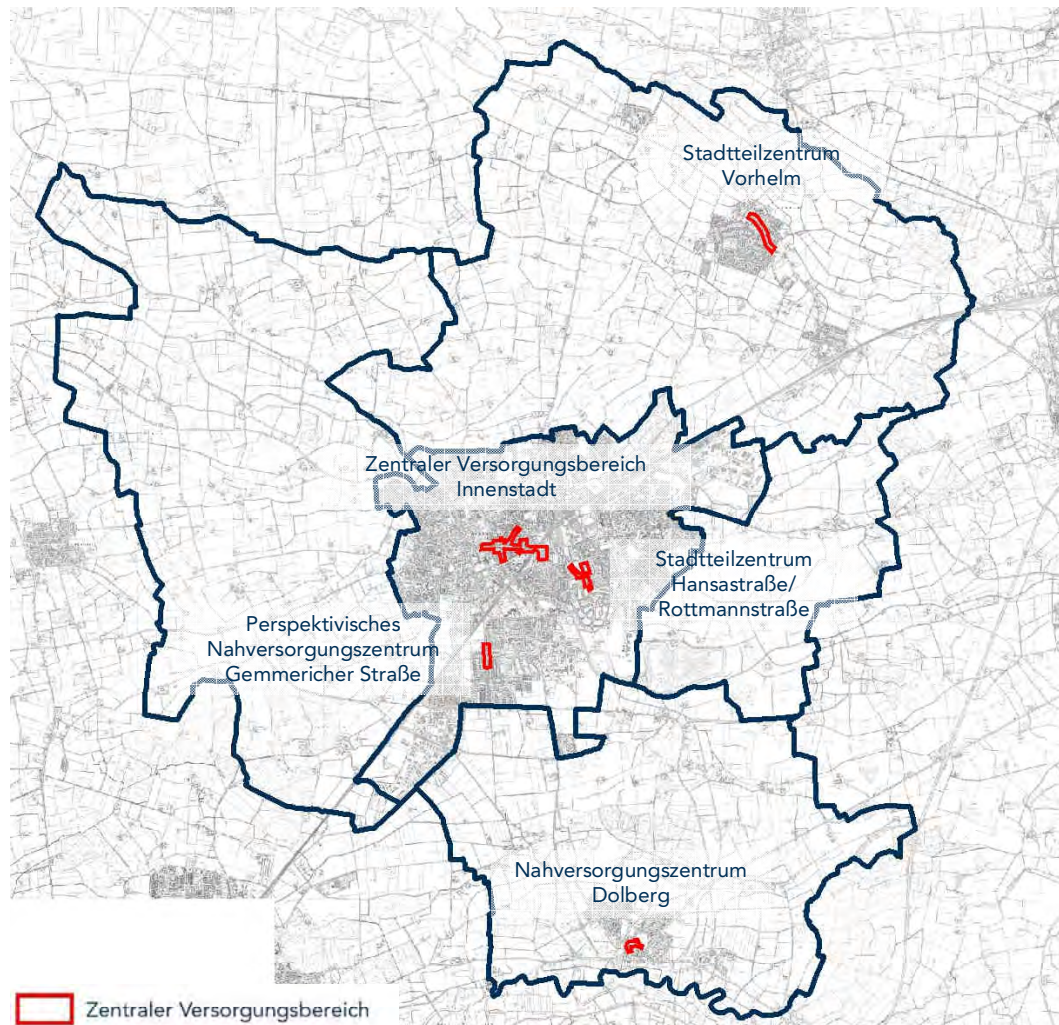 Stadtteilzentrum
Vorhelm
Zentraler Versorgungsbereich
Innenstadt
Stadtteilzentrum
Hansastraße/
Rottmannstraße
Perspektivisches
Nahversorgungszentrum
Gemmericher Straße
Nahversorgungszentrum
Dolberg
Zentraler Versorgungsbereich